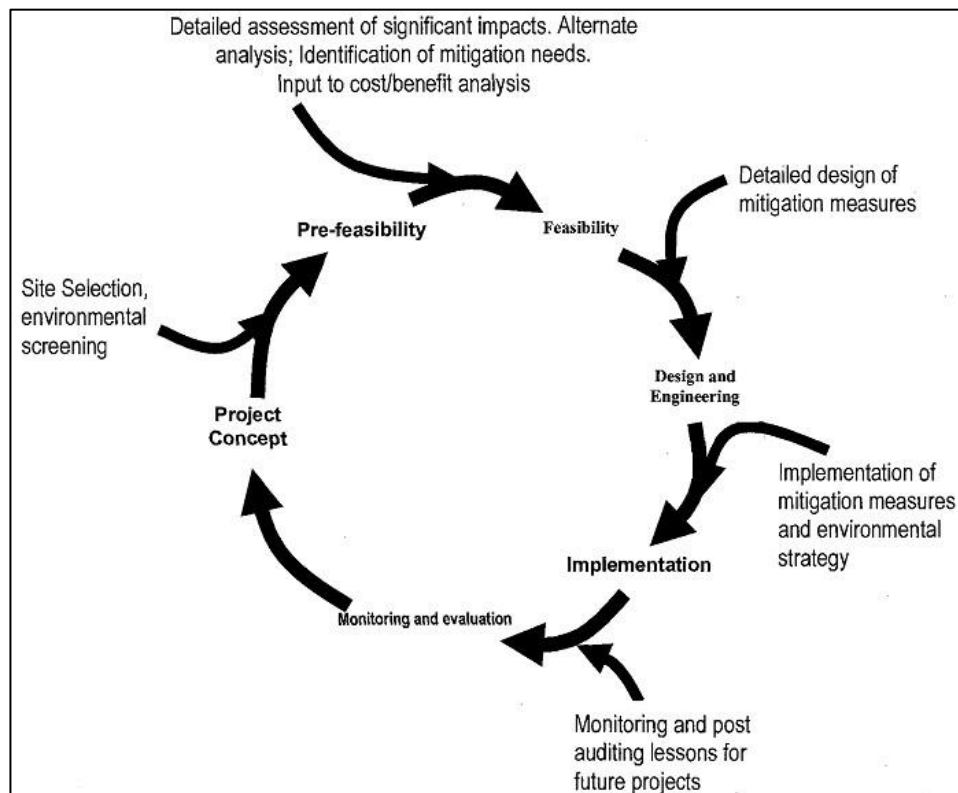 Detailed assessment of significant impacts. Alternate
analysis; Identification of mitigation needs.
Input to cost/benefit analysis
Detailed design of
mitigation measures
Pre-feasibility
Feasibility
Site Selection,
environmental
screening
Design and
Engineering
Project
Concept
Implementation of
mitigation measures
and environmental
strategy
Implementation
Monitoring and evaluation
Monitoring and post
auditing lessons for
future projects